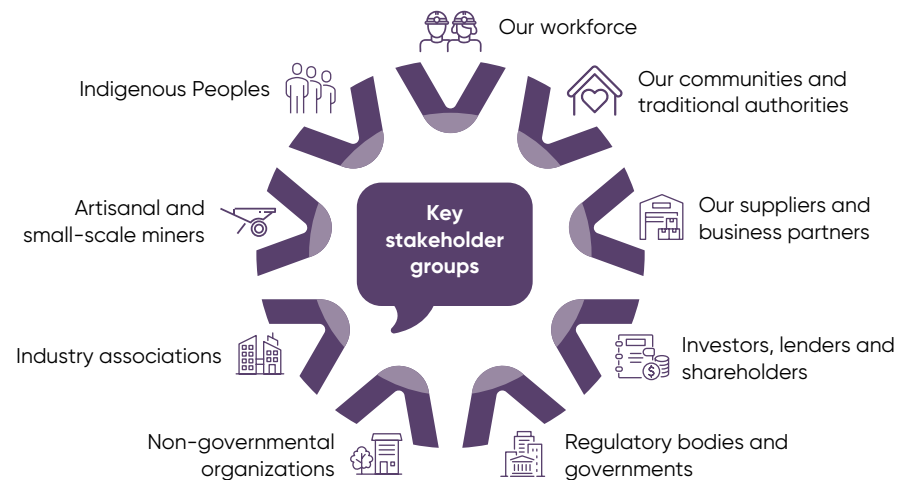 Our workforce
Our communities and
traditional authorities
Our suppliers and
business partners
Investors, lenders and
shareholders
Regulatory bodies and
governments
Non-governmental
organizations
Industry associations
Artisanal and
small-scale miners
Indigenous Peoples
Key
stakeholder
groups